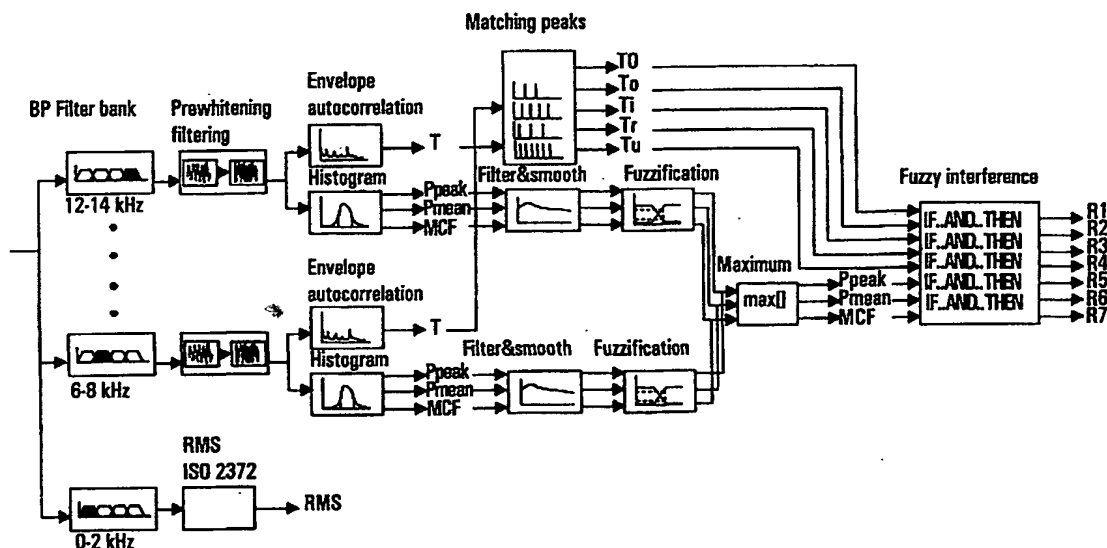 Matching peaks
T0
To
Ti
Tr
Tu
Envelope
autocorrelation
BP Filter bank
Prewhitening
filtering
T
12-14 kHz
Histogram
Ppeak
Pmean
MCF
Filter&smooth
Fuzzification
Fuzzy interference
IF..AND..THEN
IF..AND..THEN
IF..AND..THEN
IF..AND..THEN
IF..AND..THEN
IF..AND..THEN
R1
R2
R3
R4
R5
R6
R7
Maximum
max[]
Ppeak
Pmean
MCF
Envelope
autocorrelation
T
6-8 kHz
Histogram
Ppeak
Pmean
MCF
Filter&smooth
Fuzzification
RMS
ISO 2372
RMS
0-2 kHz